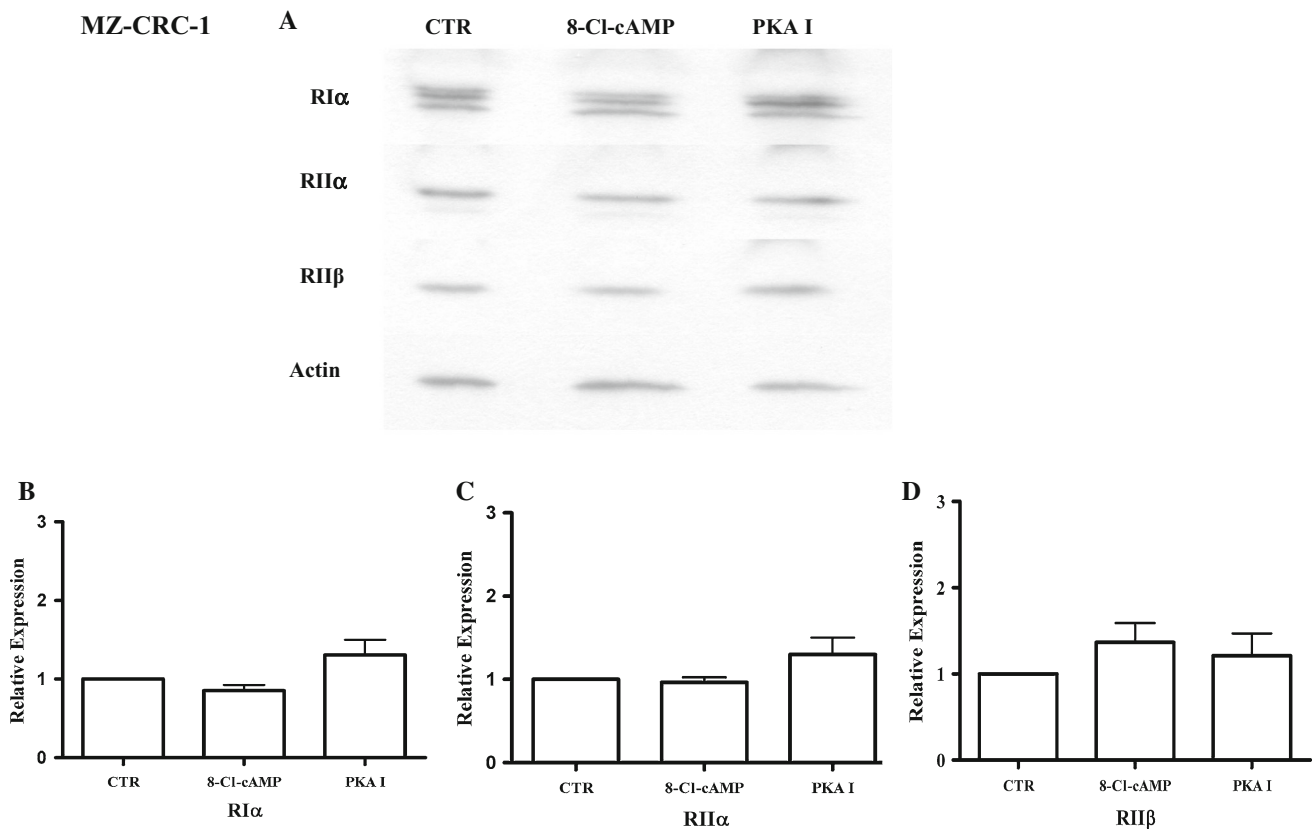 MZ-CRC-1
A
CTR 8-Cl-cAMP PKA I
RIα
RIIα
RIIβ
Actin
B
3
2
1
0
Relative Expression
CTR 8-Cl-cAMP PKA I
RIα
C
3
2
1
0
Relative Expression
CTR 8-Cl-cAMP PKA I
RIIα
D
3
2
1
0
Relative Expression
CTR 8-Cl-cAMP PKA I
RIIβ